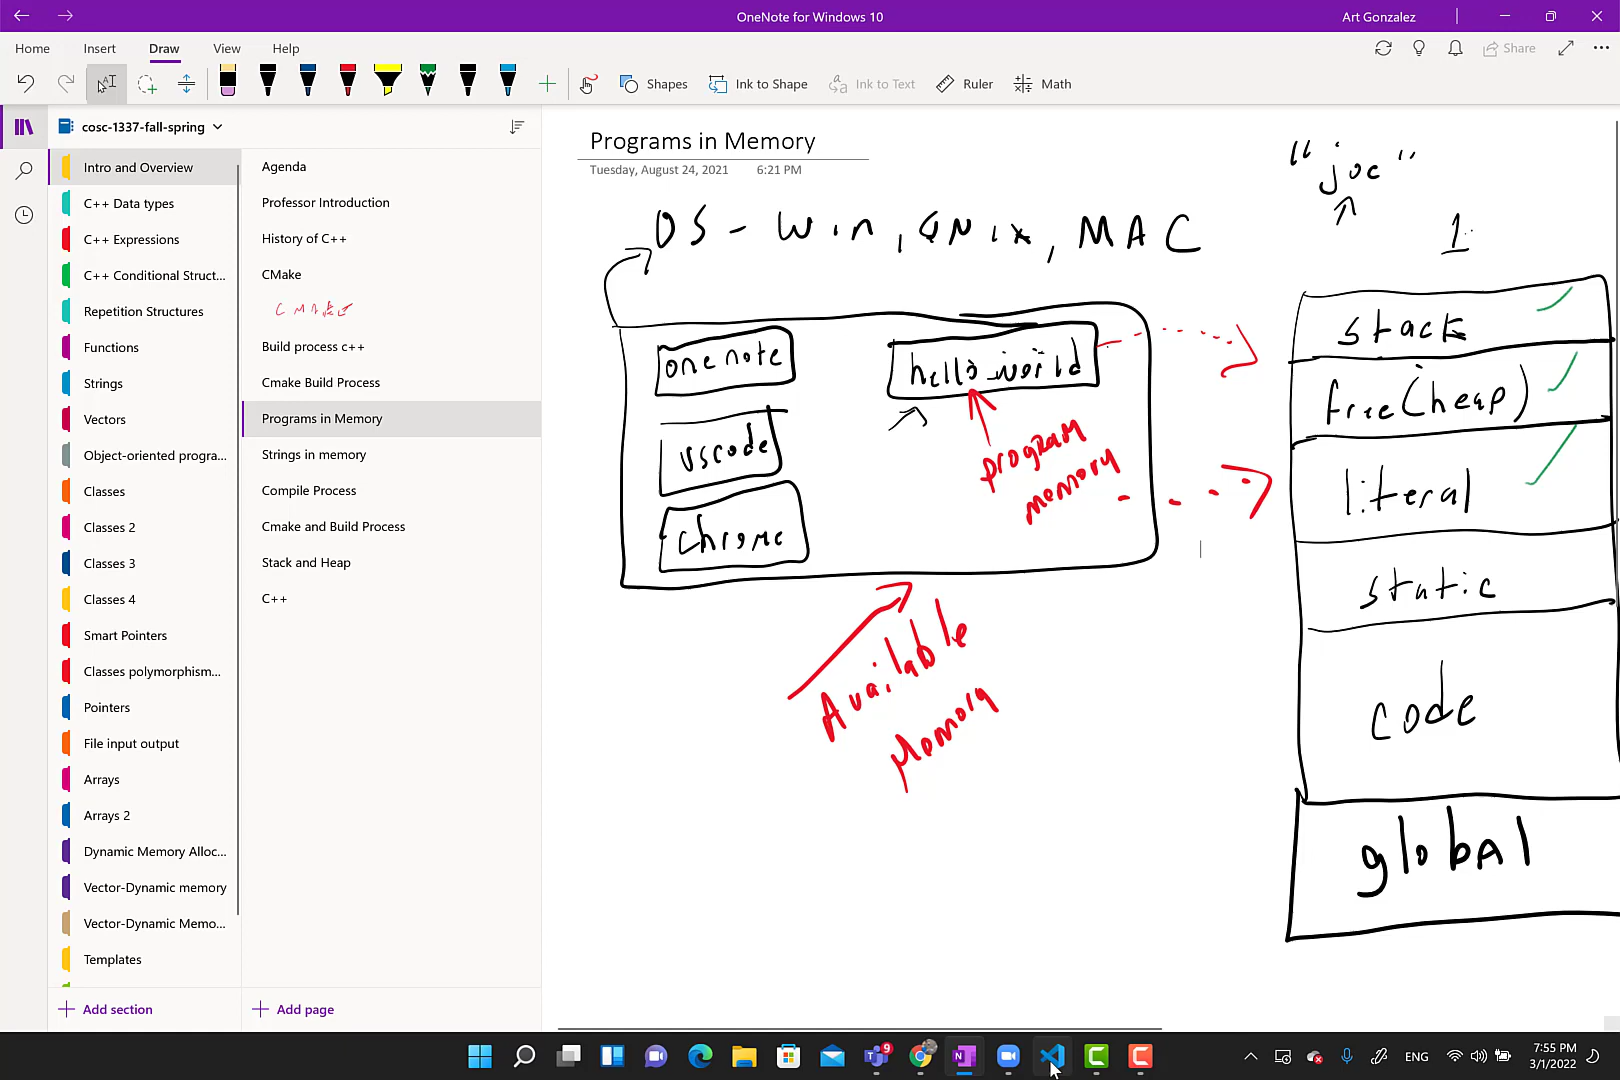 OneNote for Windows 10
Art Gonzalez
Home Insert Draw View Help
Share
Shapes Ink to Shape Ink to Text Ruler Math
cosc-1337-fall-spring
Intro and Overview
C++ Data types
C++ Expressions
C++ Conditional Struct...
Repetition Structures
Functions
Strings
Vectors
Object-oriented progra...
Classes
Classes 2
Classes 3
Classes 4
Smart Pointers
Classes polymorphism...
Pointers
File input output
Arrays
Arrays 2
Dynamic Memory Alloc...
Vector-Dynamic memory
Vector-Dynamic Memo...
Templates
Add section
Agenda
Professor Introduction
History of C++
CMake
Build process c++
Cmake Build Process
Programs in Memory
Strings in memory
Compile Process
Cmake and Build Process
Stack and Heap
C++
Add page
Programs in Memory
Tuesday, August 24, 2021 6:21 PM
OS - Win, UNIX, MAC
onenote
vscode
chrome
hello_world
program
memory
Available
Memory
"joe"
1
stack
free(heap)
literal
static
code
global
9
ENG
7:55 PM
3/1/2022